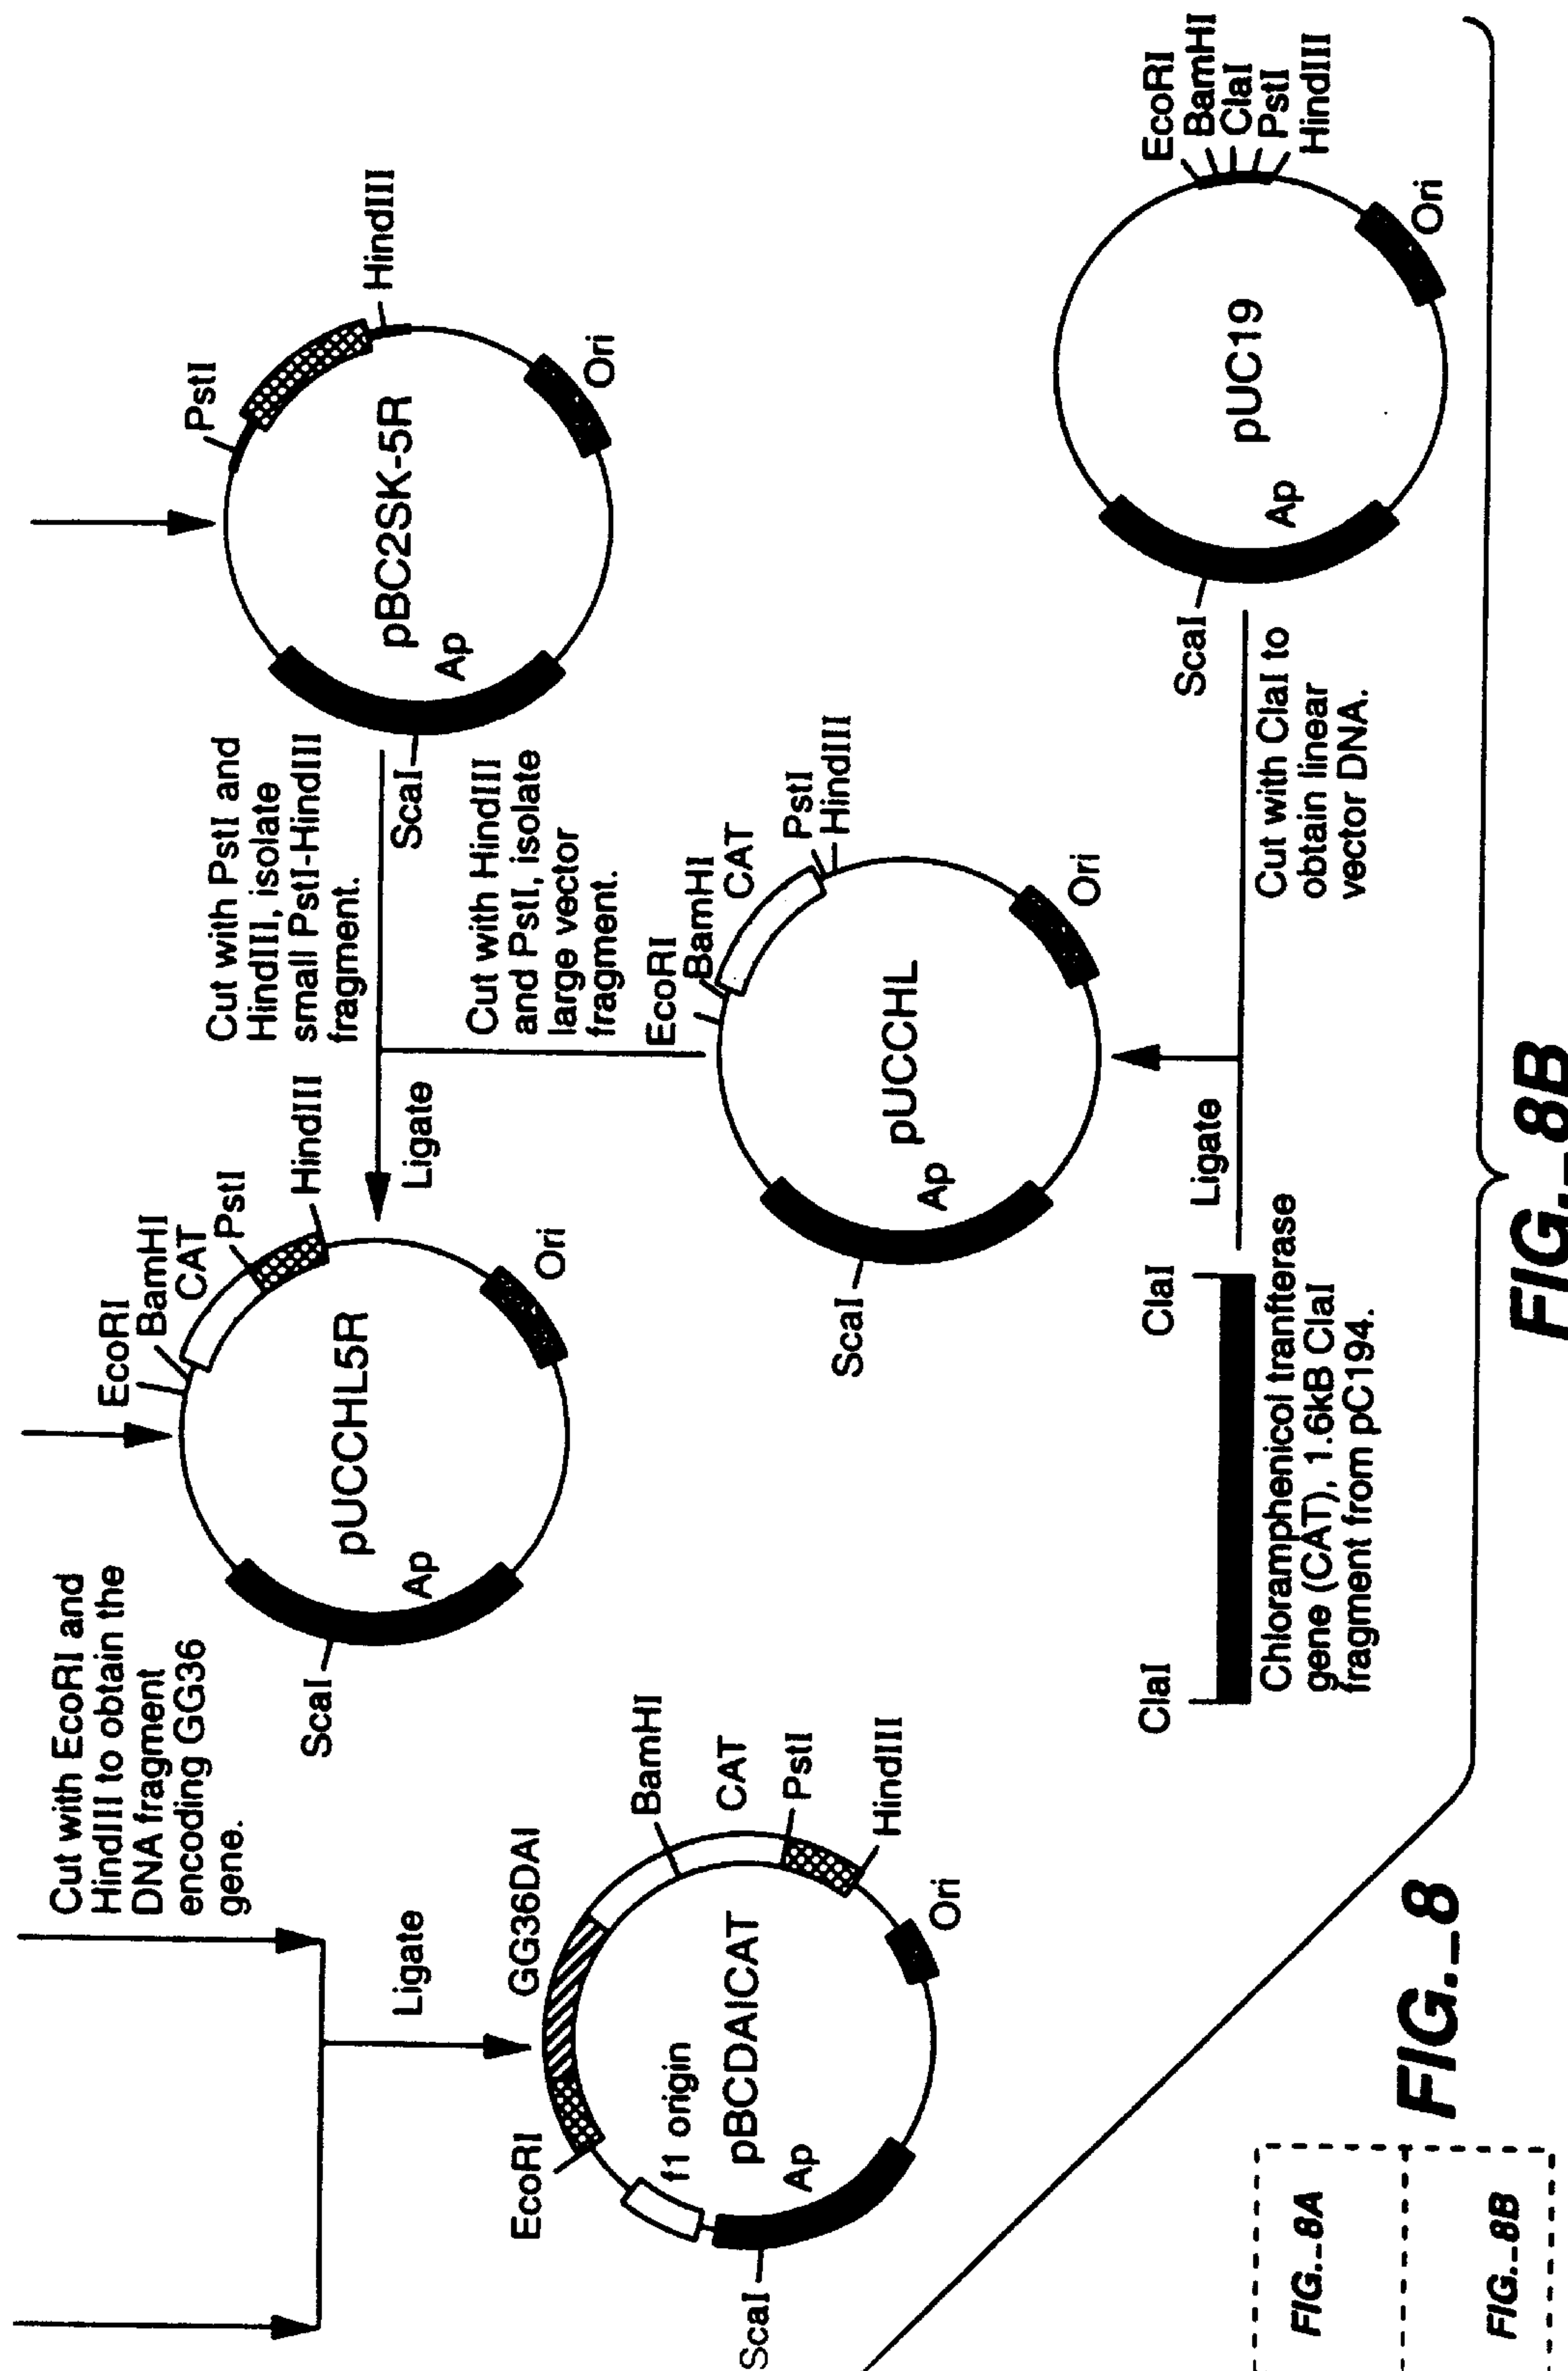 Cut with EcoRI and
HindIII to obtain the
DNA fragment
encoding GG36
gene.
Ligate
EcoRI
GG36DAI
BamHI
CAT
PstI
HindIII
Ori
f1 origin
pBCDAICAT
Ap
ScaI
EcoRI
BamHI
CAT
PstI
HindIII
Ori
pUCCHL5R
Ap
ScaI
Ligate
Cut with PstI and
HindIII, isolate
small PstI-HindIII
fragment.
Cut with HindIII
and PstI, isolate
large vector
fragment.
PstI
HindIII
Ori
pBC2SK-5R
Ap
ScaI
EcoRI
BamHI
CAT
PstI
HindIII
Ori
pUCCHL
Ap
ScaI
Ligate
ClaI
ClaI
Chloramphenicol tranfterase
gene (CAT), 1.6kB ClaI
fragment from pC194.
Cut with ClaI to
obtain linear
vector DNA.
EcoRI
BamHI
ClaI
PstI
HindIII
Ori
pUC19
Ap
ScaI
FIG._8A
FIG._8B
FIG._8
FIG._8B